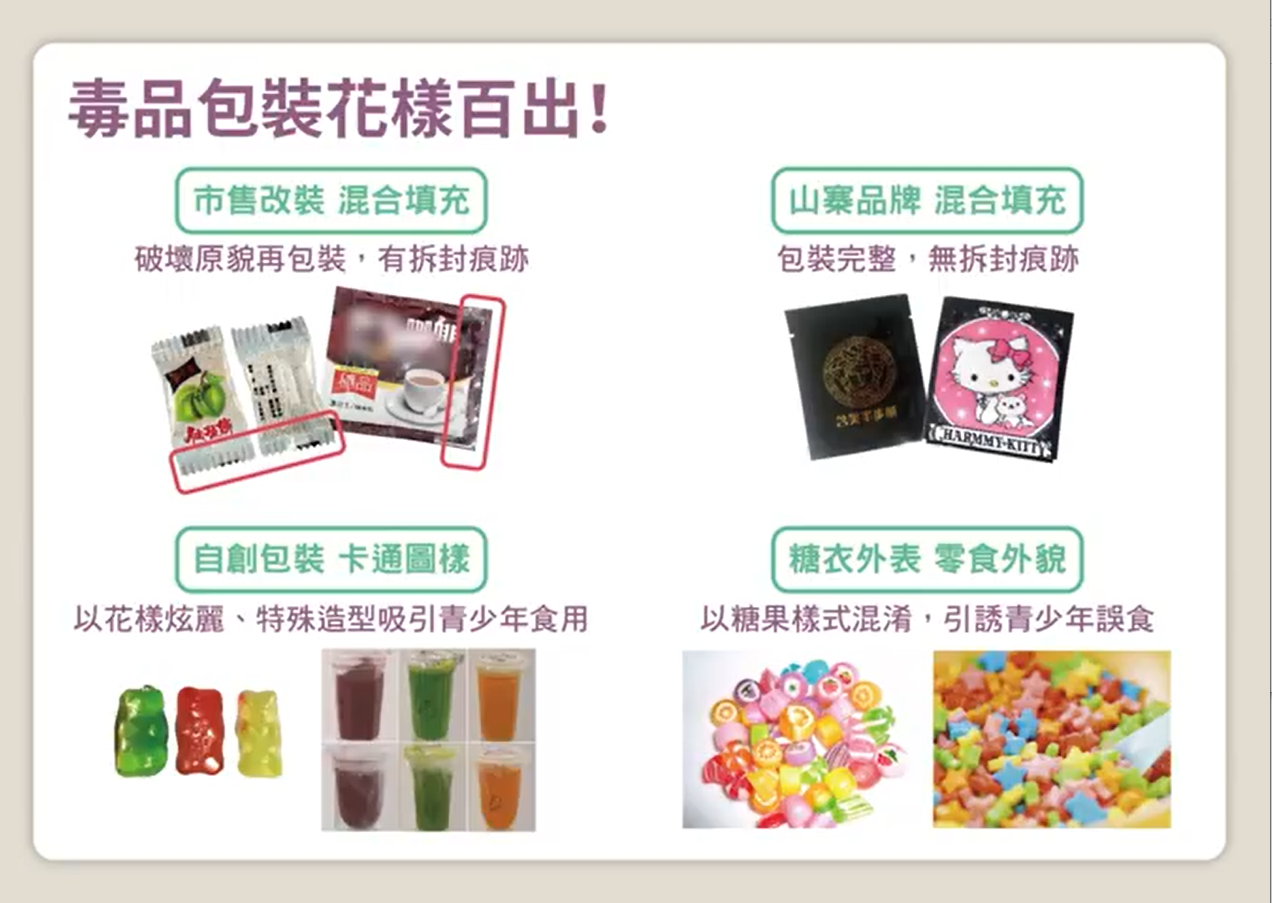 毒品包裝花樣百出!
市售改裝 混合填充
破壞原貌再包裝，有拆封痕跡
咖啡
山寨品牌 混合填充
包裝完整，無拆封痕跡
HARMMY-KITT
自創包裝 卡通圖樣
以花樣炫麗、特殊造型吸引青少年食用
糖衣外表 零食外貌
以糖果樣式混淆，引誘青少年誤食